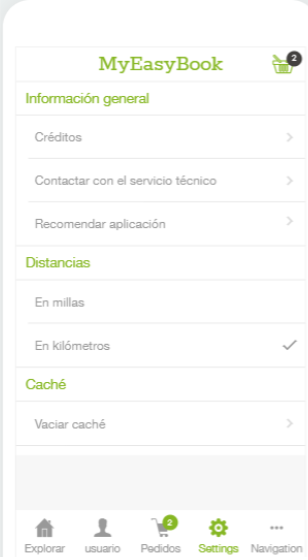 MyEasyBook
2
Información general
Créditos
Contactar con el servicio técnico
Recomendar aplicación
Distancias
En millas
En kilómetros
Caché
Vaciar caché
2
Explorar usuario Pedidos Settings Navigation